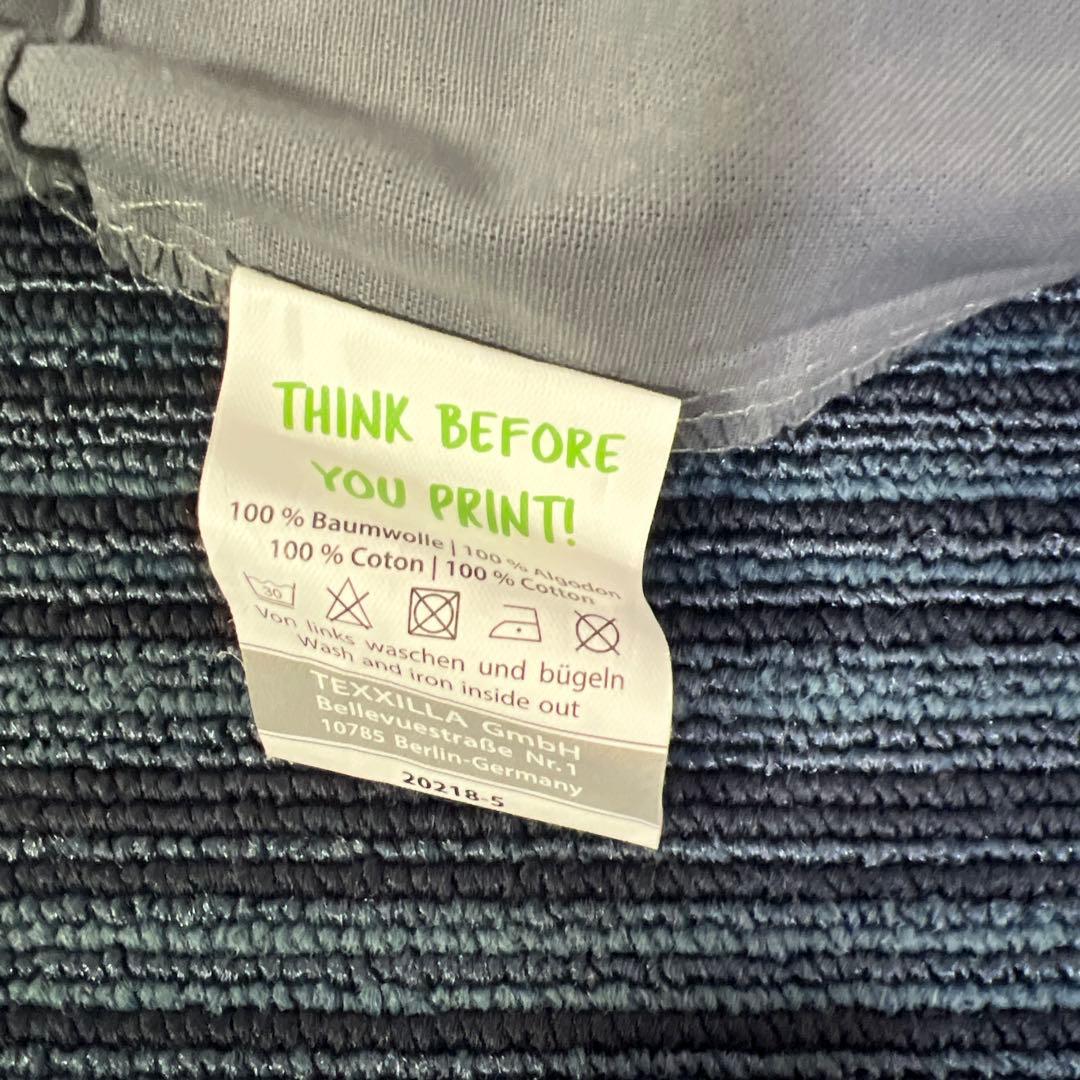 THINK BEFORE
YOU PRINT!
100 % Baumwolle | 100 % Algodon
100 % Coton | 100 % Cotton
30
Von links waschen und bügeln
Wash and iron inside out
TEXXILLA GmbH
Bellevuestraße Nr.1
10785 Berlin-Germany
20218-5